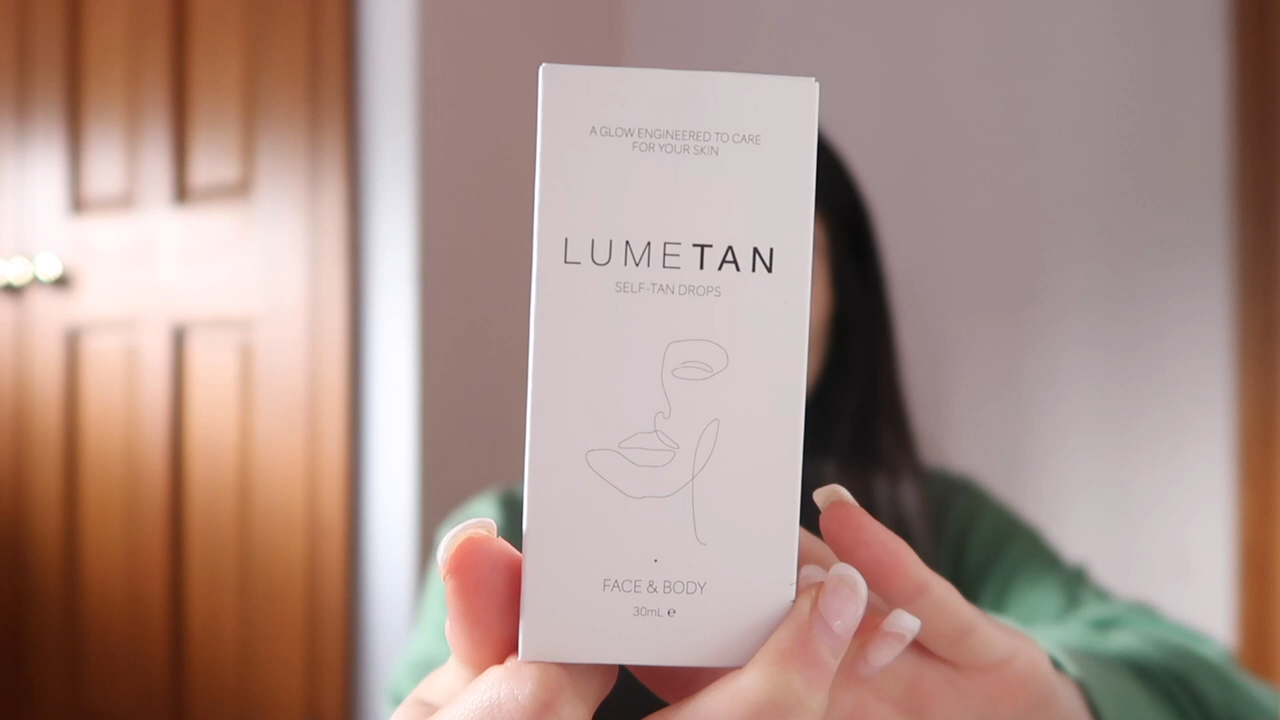 A GLOW ENGINEERED TO CARE
FOR YOUR SKIN
LUMETAN
SELF-TAN DROPS
FACE & BODY
30mL ℮